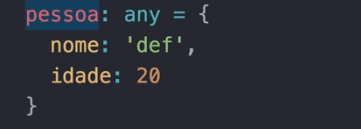 pessoa: any = {
nome: 'def',
idade: 20
}